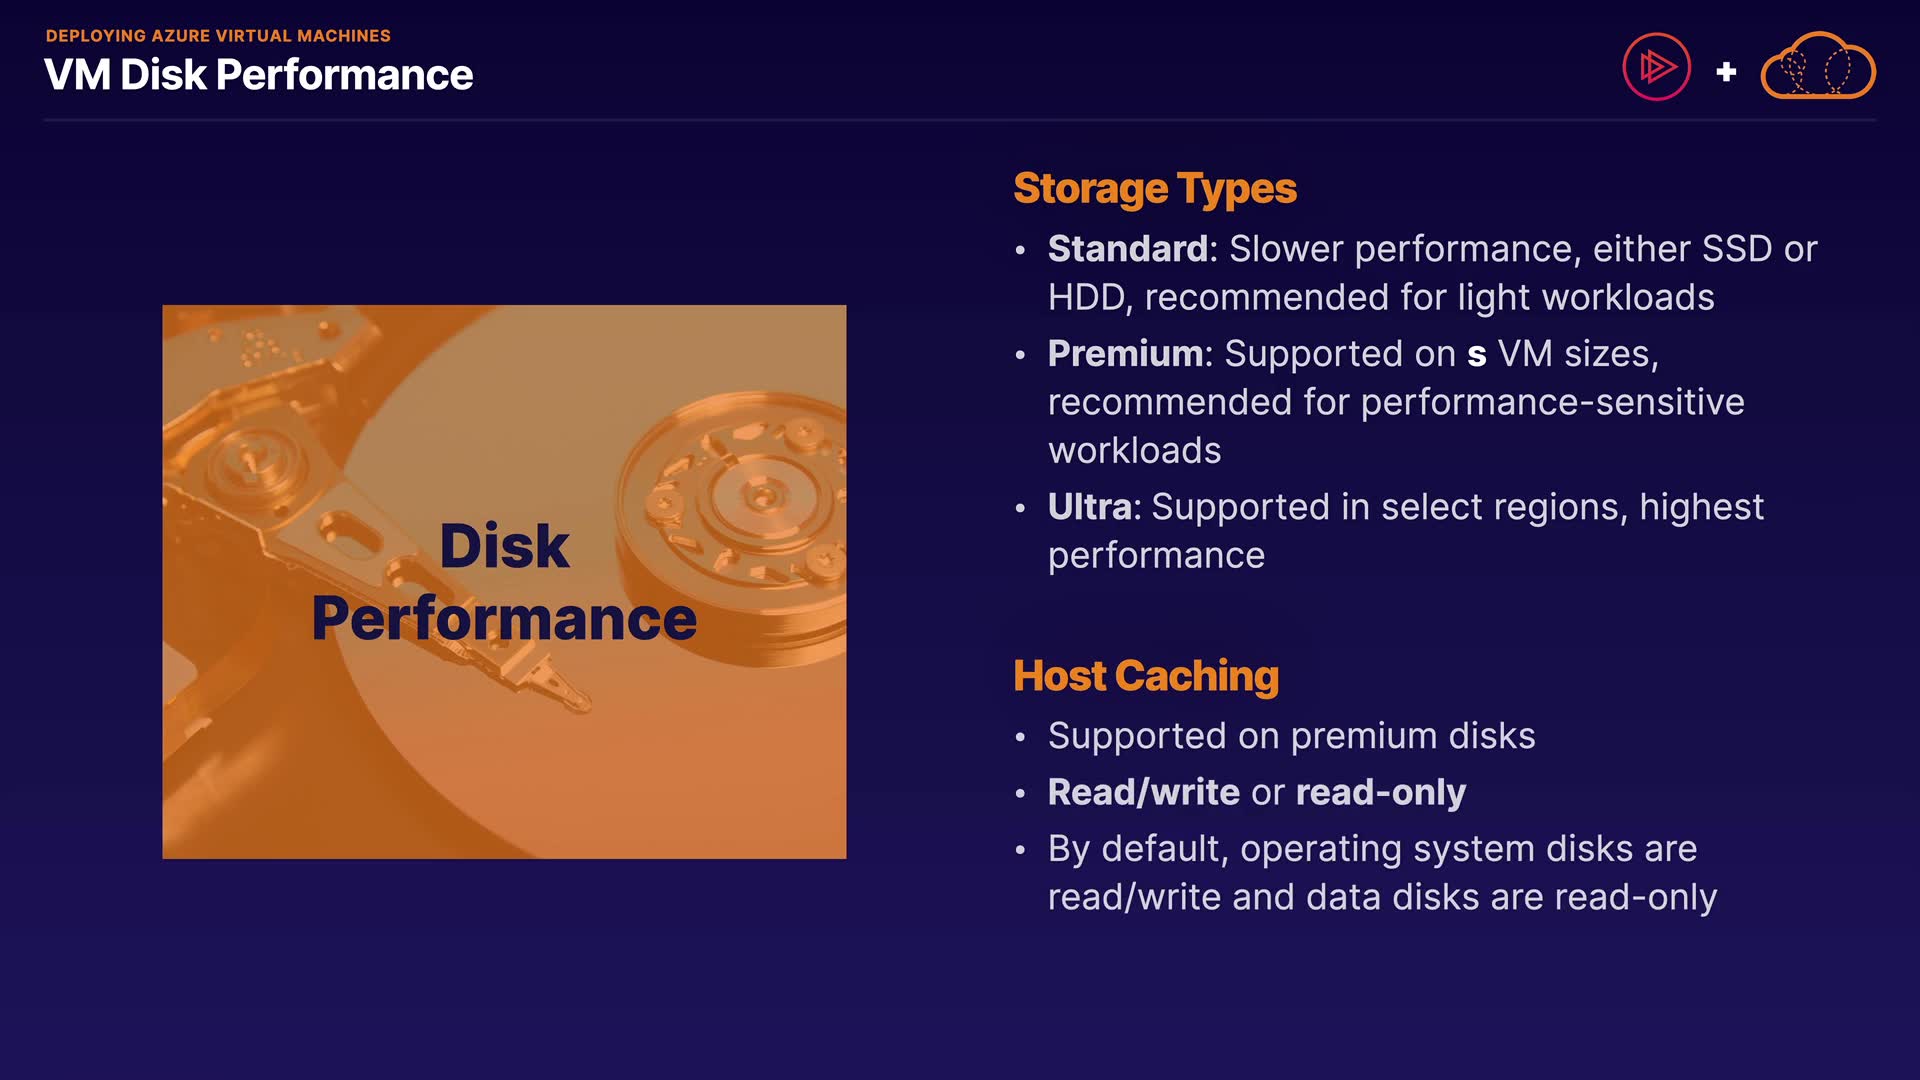 DEPLOYING AZURE VIRTUAL MACHINES
VM Disk Performance
+
Disk
Performance
Storage Types
• Standard: Slower performance, either SSD or
HDD, recommended for light workloads
• Premium: Supported on s VM sizes,
recommended for performance-sensitive
workloads
• Ultra: Supported in select regions, highest
performance
Host Caching
• Supported on premium disks
• Read/write or read-only
• By default, operating system disks are
read/write and data disks are read-only